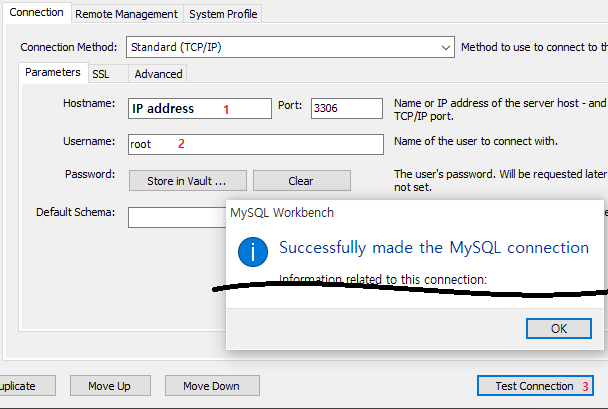 Connection Remote Management System Profile
Connection Method: Standard (TCP/IP) Method to use to connect to
Parameters SSL Advanced
Hostname: IP address 1 Port: 3306 Name or IP address of the server host - and
TCP/IP port.
Username: root 2 Name of the user to connect with.
Password: Store in Vault ... Clear The user's password. Will be requested later
not set.
Default Schema:
MySQL Workbench
Successfully made the MySQL connection
Information related to this connection:
OK
uplicate Move Up Move Down Test Connection 3